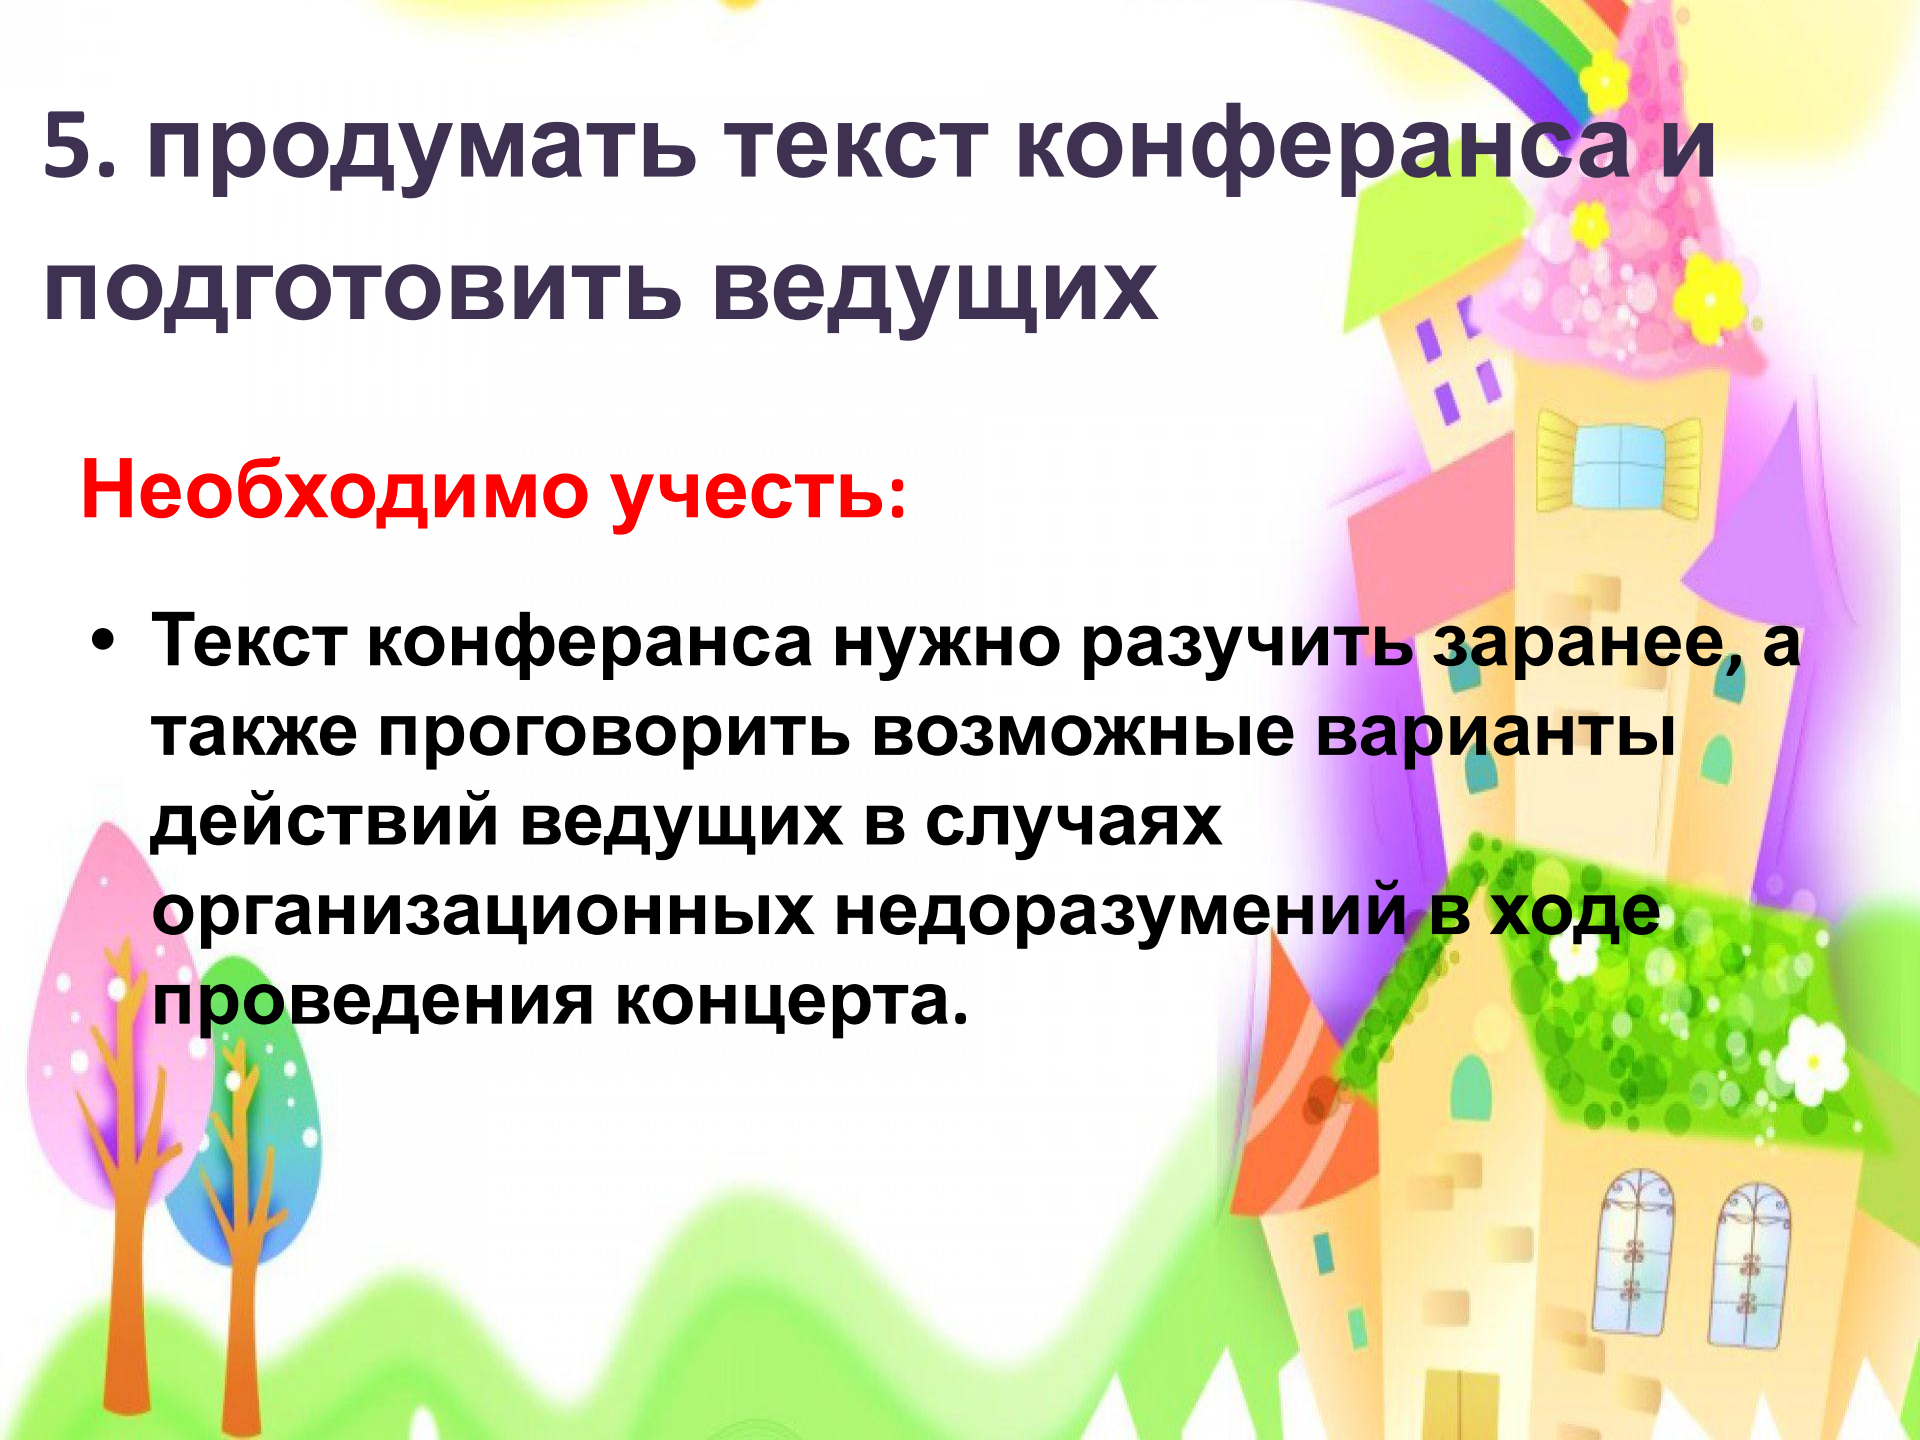 5. продумать текст конферанса и
подготовить ведущих
Необходимо учесть:
• Текст конферанса нужно разучить заранее, а
также проговорить возможные варианты
действий ведущих в случаях
организационных недоразумений в ходе
проведения концерта.